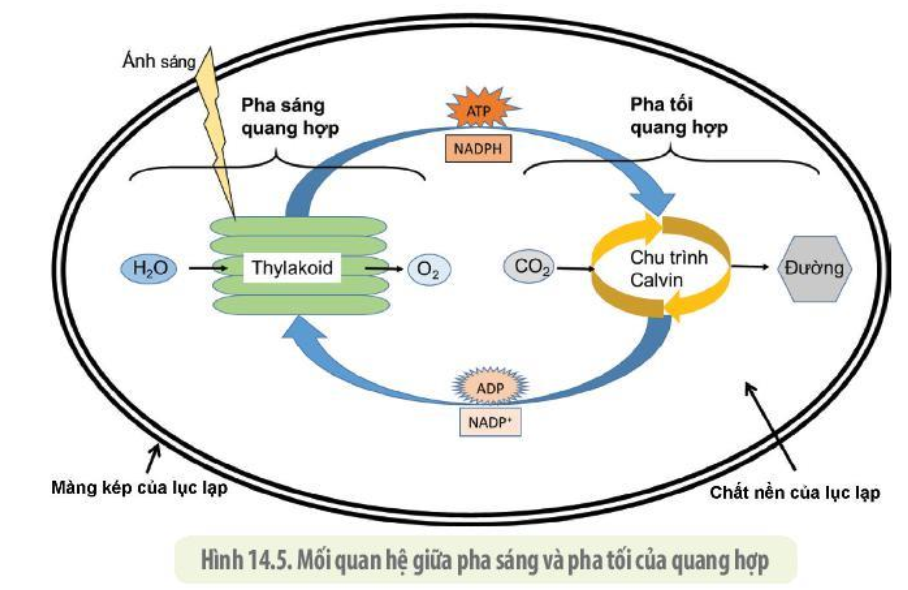 Ánh sáng
Pha sáng
quang hợp
ATP
NADPH
Pha tối
quang hợp
H₂O
Thylakoid
O₂
CO₂
Chu trình
Calvin
Đường
ADP
NADP⁺
Màng kép của lục lạp
Chất nền của lục lạp
Hình 14.5. Mối quan hệ giữa pha sáng và pha tối của quang hợp